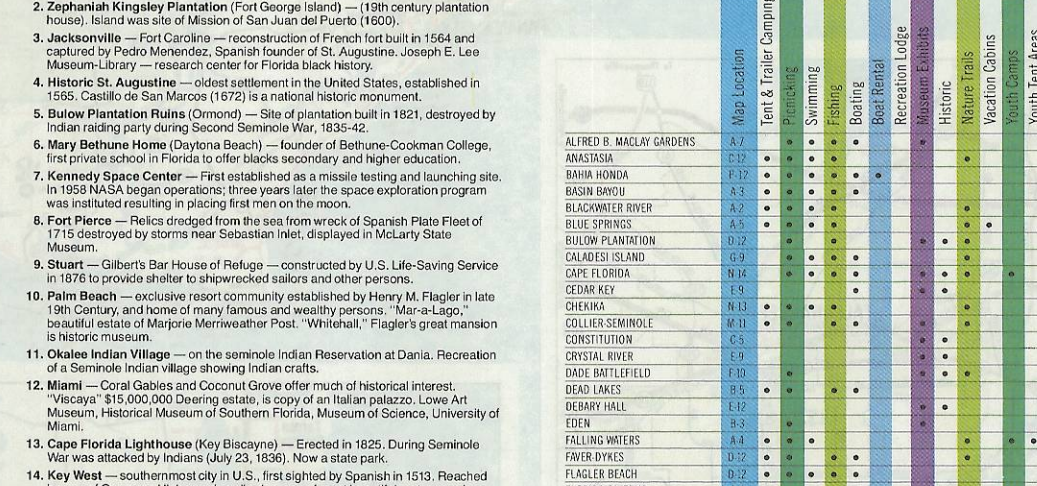 2. Zephaniah Kingsley Plantation (Fort George Island) — (19th century plantation
house). Island was site of Mission of San Juan del Puerto (1600).
3. Jacksonville — Fort Caroline — reconstruction of French fort built in 1564 and
captured by Pedro Menendez, Spanish founder of St. Augustine. Joseph E. Lee
Museum-Library — research center for Florida black history.
4. Historic St. Augustine — oldest settlement in the United States, established in
1565. Castillo de San Marcos (1672) is a national historic monument.
5. Bulow Plantation Ruins (Ormond) — Site of plantation built in 1821, destroyed by
Indian raiding party during Second Seminole War, 1835-42.
6. Mary Bethune Home (Daytona Beach) — founder of Bethune-Cookman College,
first private school in Florida to offer blacks secondary and higher education.
7. Kennedy Space Center — First established as a missile testing and launching site.
In 1958 NASA began operations; three years later the space exploration program
was instituted resulting in placing first men on the moon.
8. Fort Pierce — Relics dredged from the sea from wreck of Spanish Plate Fleet of
1715 destroyed by storms near Sebastian Inlet, displayed in McLarty State
Museum.
9. Stuart — Gilbert's Bar House of Refuge — constructed by U.S. Life-Saving Service
in 1876 to provide shelter to shipwrecked sailors and other persons.
10. Palm Beach — exclusive resort community established by Henry M. Flagler in late
19th Century, and home of many famous and wealthy persons. "Mar-a-Lago,"
beautiful estate of Marjorie Merriweather Post. "Whitehall," Flagler's great mansion
is historic museum.
11. Okalee Indian Village — on the seminole Indian Reservation at Dania. Recreation
of a Seminole Indian village showing Indian crafts.
12. Miami — Coral Gables and Coconut Grove offer much of historical interest.
"Viscaya" $15,000,000 Deering estate, is copy of an Italian palazzo. Lowe Art
Museum, Historical Museum of Southern Florida, Museum of Science, University of
Miami.
13. Cape Florida Lighthouse (Key Biscayne) — Erected in 1825. During Seminole
War was attacked by Indians (July 23, 1836). Now a state park.
14. Key West — southernmost city in U.S., first sighted by Spanish in 1513. Reached
Map Location
Tent & Trailer Camping
Picnicking
Swimming
Fishing
Boating
Boat Rental
Recreation Lodge
Museum Exhibits
Historic
Nature Trails
Vacation Cabins
Youth Camps
Youth Tent Areas
ALFRED B. MACLAY GARDENS A-7
ANASTASIA C-12
BAHIA HONDA P-12
BASIN BAYOU A-3
BLACKWATER RIVER A-2
BLUE SPRINGS A-5
BULOW PLANTATION D-12
CALADESI ISLAND G-9
CAPE FLORIDA N-14
CEDAR KEY E-9
CHEKIKA N-13
COLLIER-SEMINOLE M-11
CONSTITUTION C-5
CRYSTAL RIVER E-9
DADE BATTLEFIELD F-10
DEAD LAKES B-5
DEBARY HALL E-12
EDEN B-3
FALLING WATERS A-4
FAVER-DYKES D-12
FLAGLER BEACH D-12